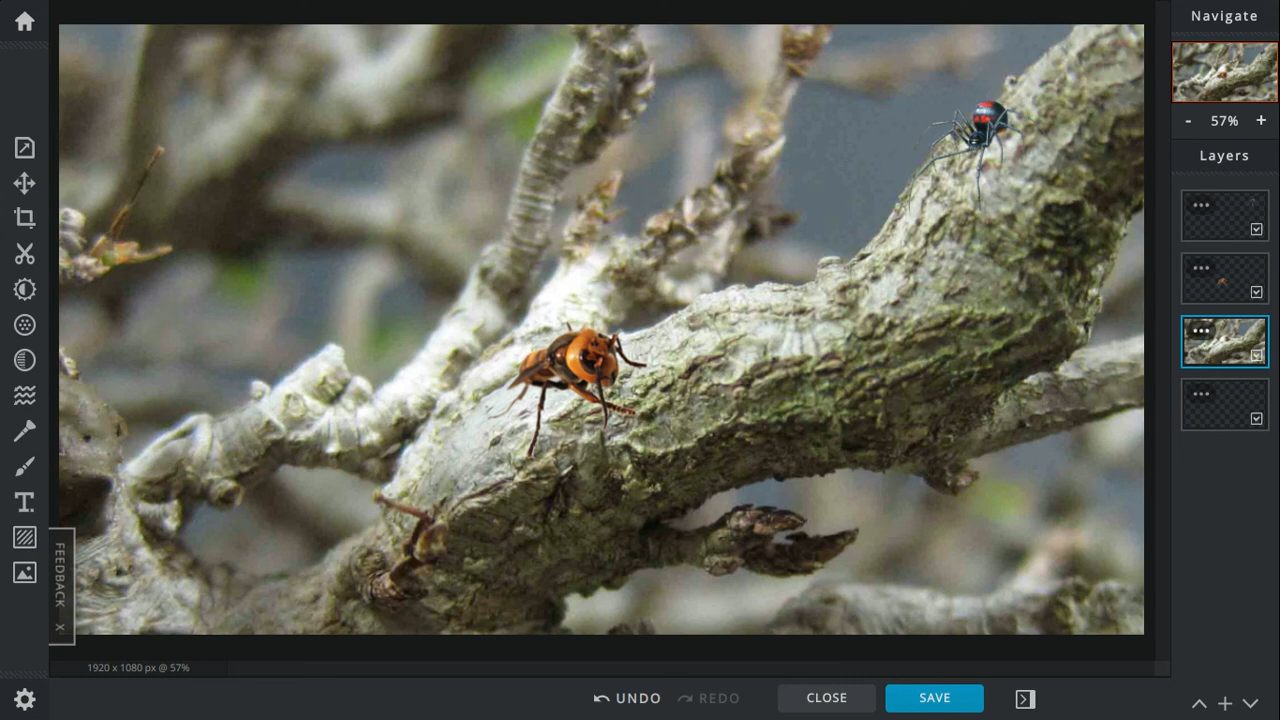 Navigate
- 57% +
Layers
FEEDBACK X
1920 x 1080 px @ 57%
UNDO
REDO
CLOSE
SAVE